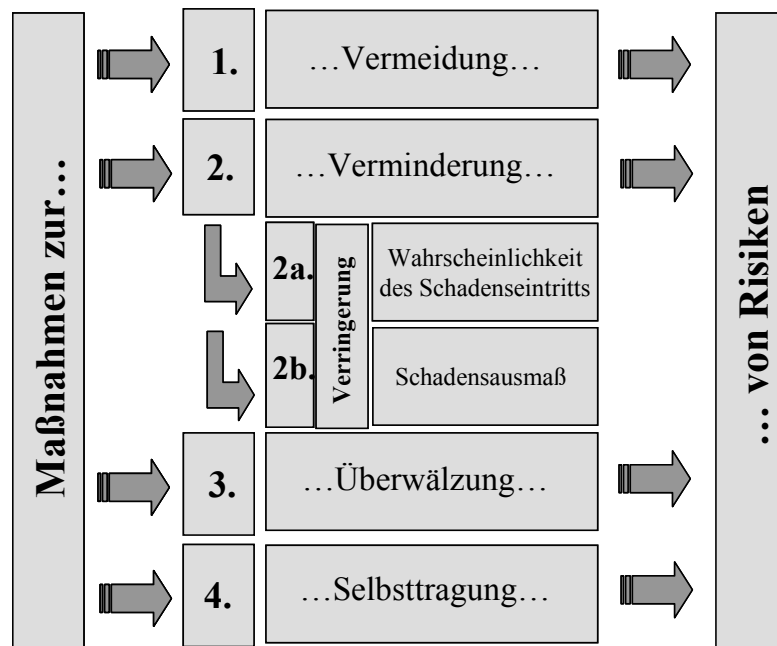 Maßnahmen zur…
1.
…Vermeidung…
2.
…Verminderung…
2a.
Verringerung
Wahrscheinlichkeit
des Schadenseintritts
2b.
Schadensausmaß
3.
…Überwälzung…
4.
…Selbsttragung…
… von Risiken